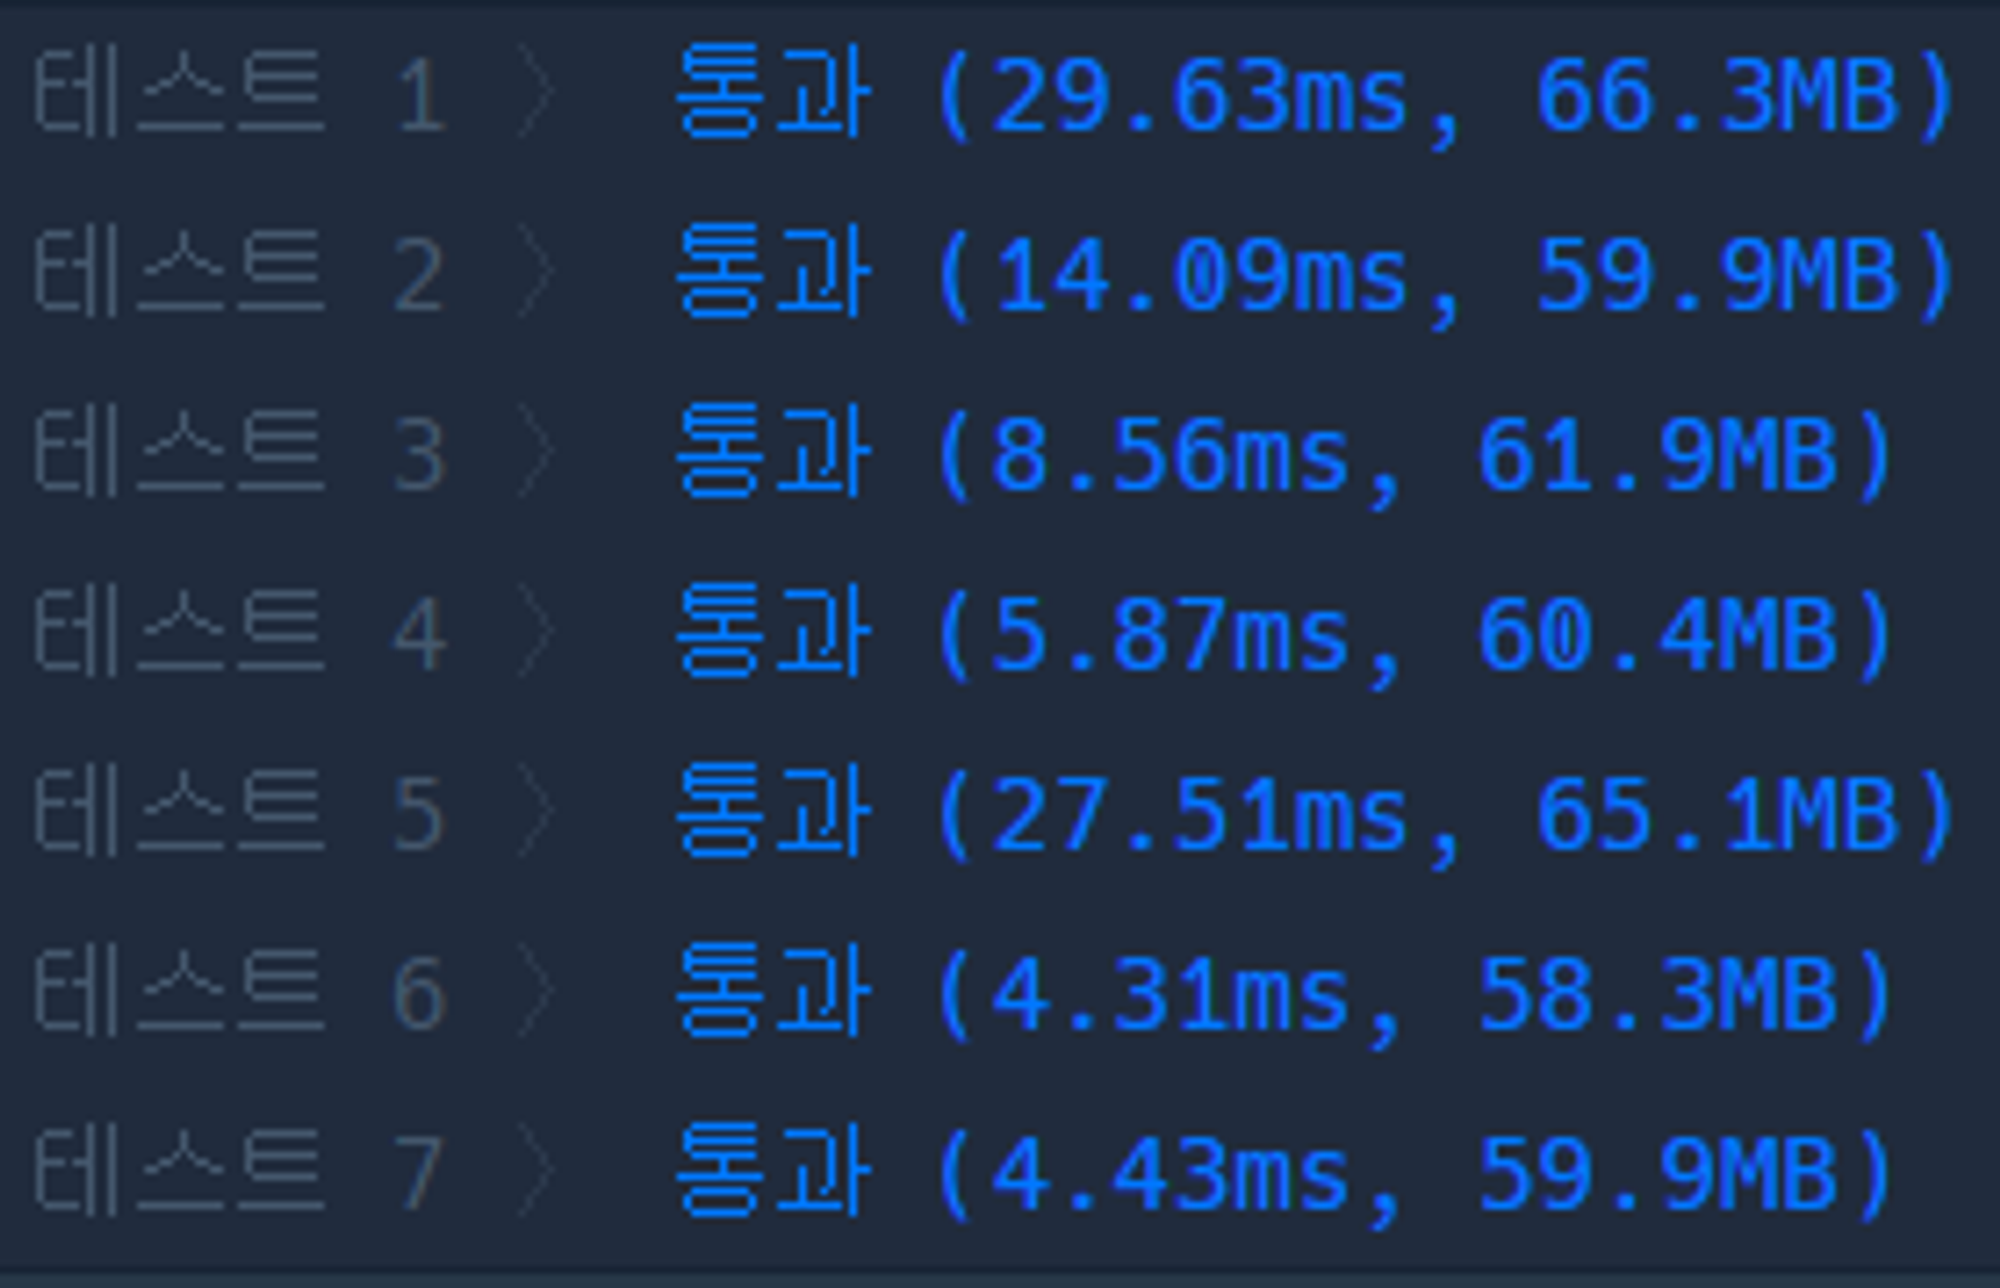 테스트 1 〉 통과 (29.63ms, 66.3MB)
테스트 2 〉 통과 (14.09ms, 59.9MB)
테스트 3 〉 통과 (8.56ms, 61.9MB)
테스트 4 〉 통과 (5.87ms, 60.4MB)
테스트 5 〉 통과 (27.51ms, 65.1MB)
테스트 6 〉 통과 (4.31ms, 58.3MB)
테스트 7 〉 통과 (4.43ms, 59.9MB)